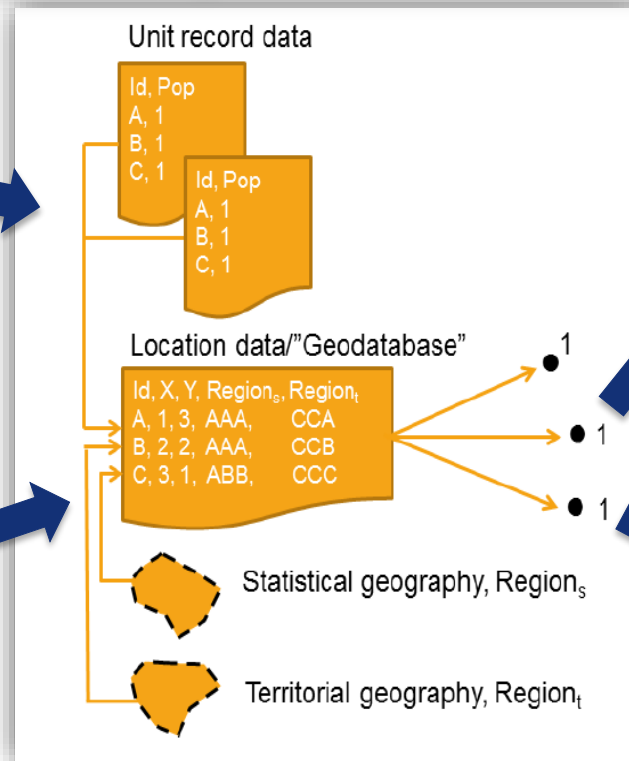 Unit record data
Id, Pop
A, 1
B, 1
C, 1
Id, Pop
A, 1
B, 1
C, 1
Location data/”Geodatabase”
Id, X, Y, Regionₛ, Regionₜ
A, 1, 3, AAA, CCA
B, 2, 2, AAA, CCB
C, 3, 1, ABB, CCC
1
1
1
Statistical geography, Regionₛ
Territorial geography, Regionₜ